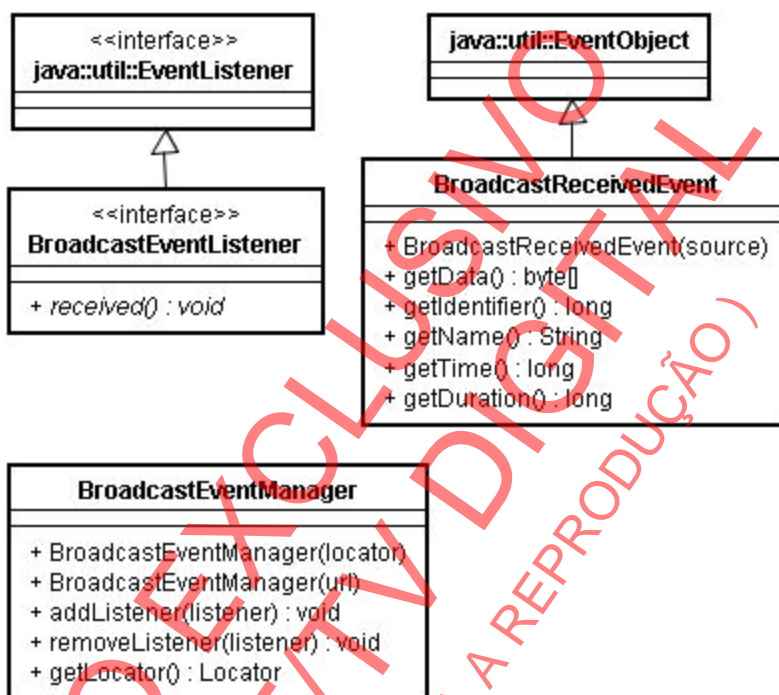 <<interface>>
java::util::EventListener
java::util::EventObject
<<interface>>
BroadcastEventListener
+ received() : void
BroadcastReceivedEvent
+ BroadcastReceivedEvent(source)
+ getData() : byte[]
+ getIdentifier() : long
+ getName() : String
+ getTime() : long
+ getDuration() : long
BroadcastEventManager
+ BroadcastEventManager(locator)
+ BroadcastEventManager(url)
+ addListener(listener) : void
+ removeListener(listener) : void
+ getLocator() : Locator
O EXCLUSIVO
E/TV DIGITAL
A REPRODUÇÃO )